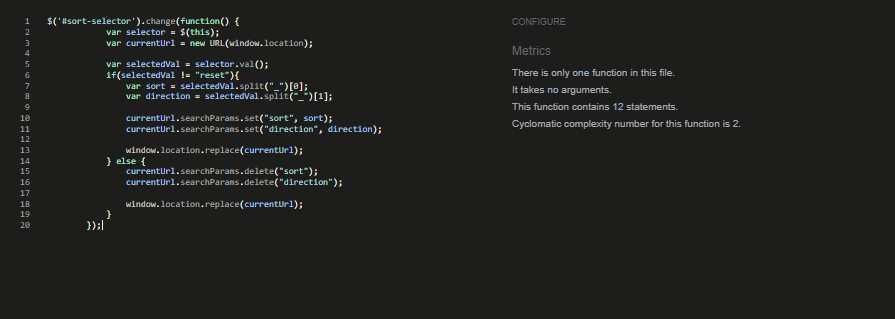 1 $('#sort-selector').change(function() {
2 var selector = $(this);
3 var currentUrl = new URL(window.location);
4
5 var selectedVal = selector.val();
6 if(selectedVal != "reset"){
7 var sort = selectedVal.split("_")[0];
8 var direction = selectedVal.split("_")[1];
9
10 currentUrl.searchParams.set("sort", sort);
11 currentUrl.searchParams.set("direction", direction);
12
13 window.location.replace(currentUrl);
14 } else {
15 currentUrl.searchParams.delete("sort");
16 currentUrl.searchParams.delete("direction");
17
18 window.location.replace(currentUrl);
19 }
20 });
CONFIGURE
Metrics
There is only one function in this file.
It takes no arguments.
This function contains 12 statements.
Cyclomatic complexity number for this function is 2.